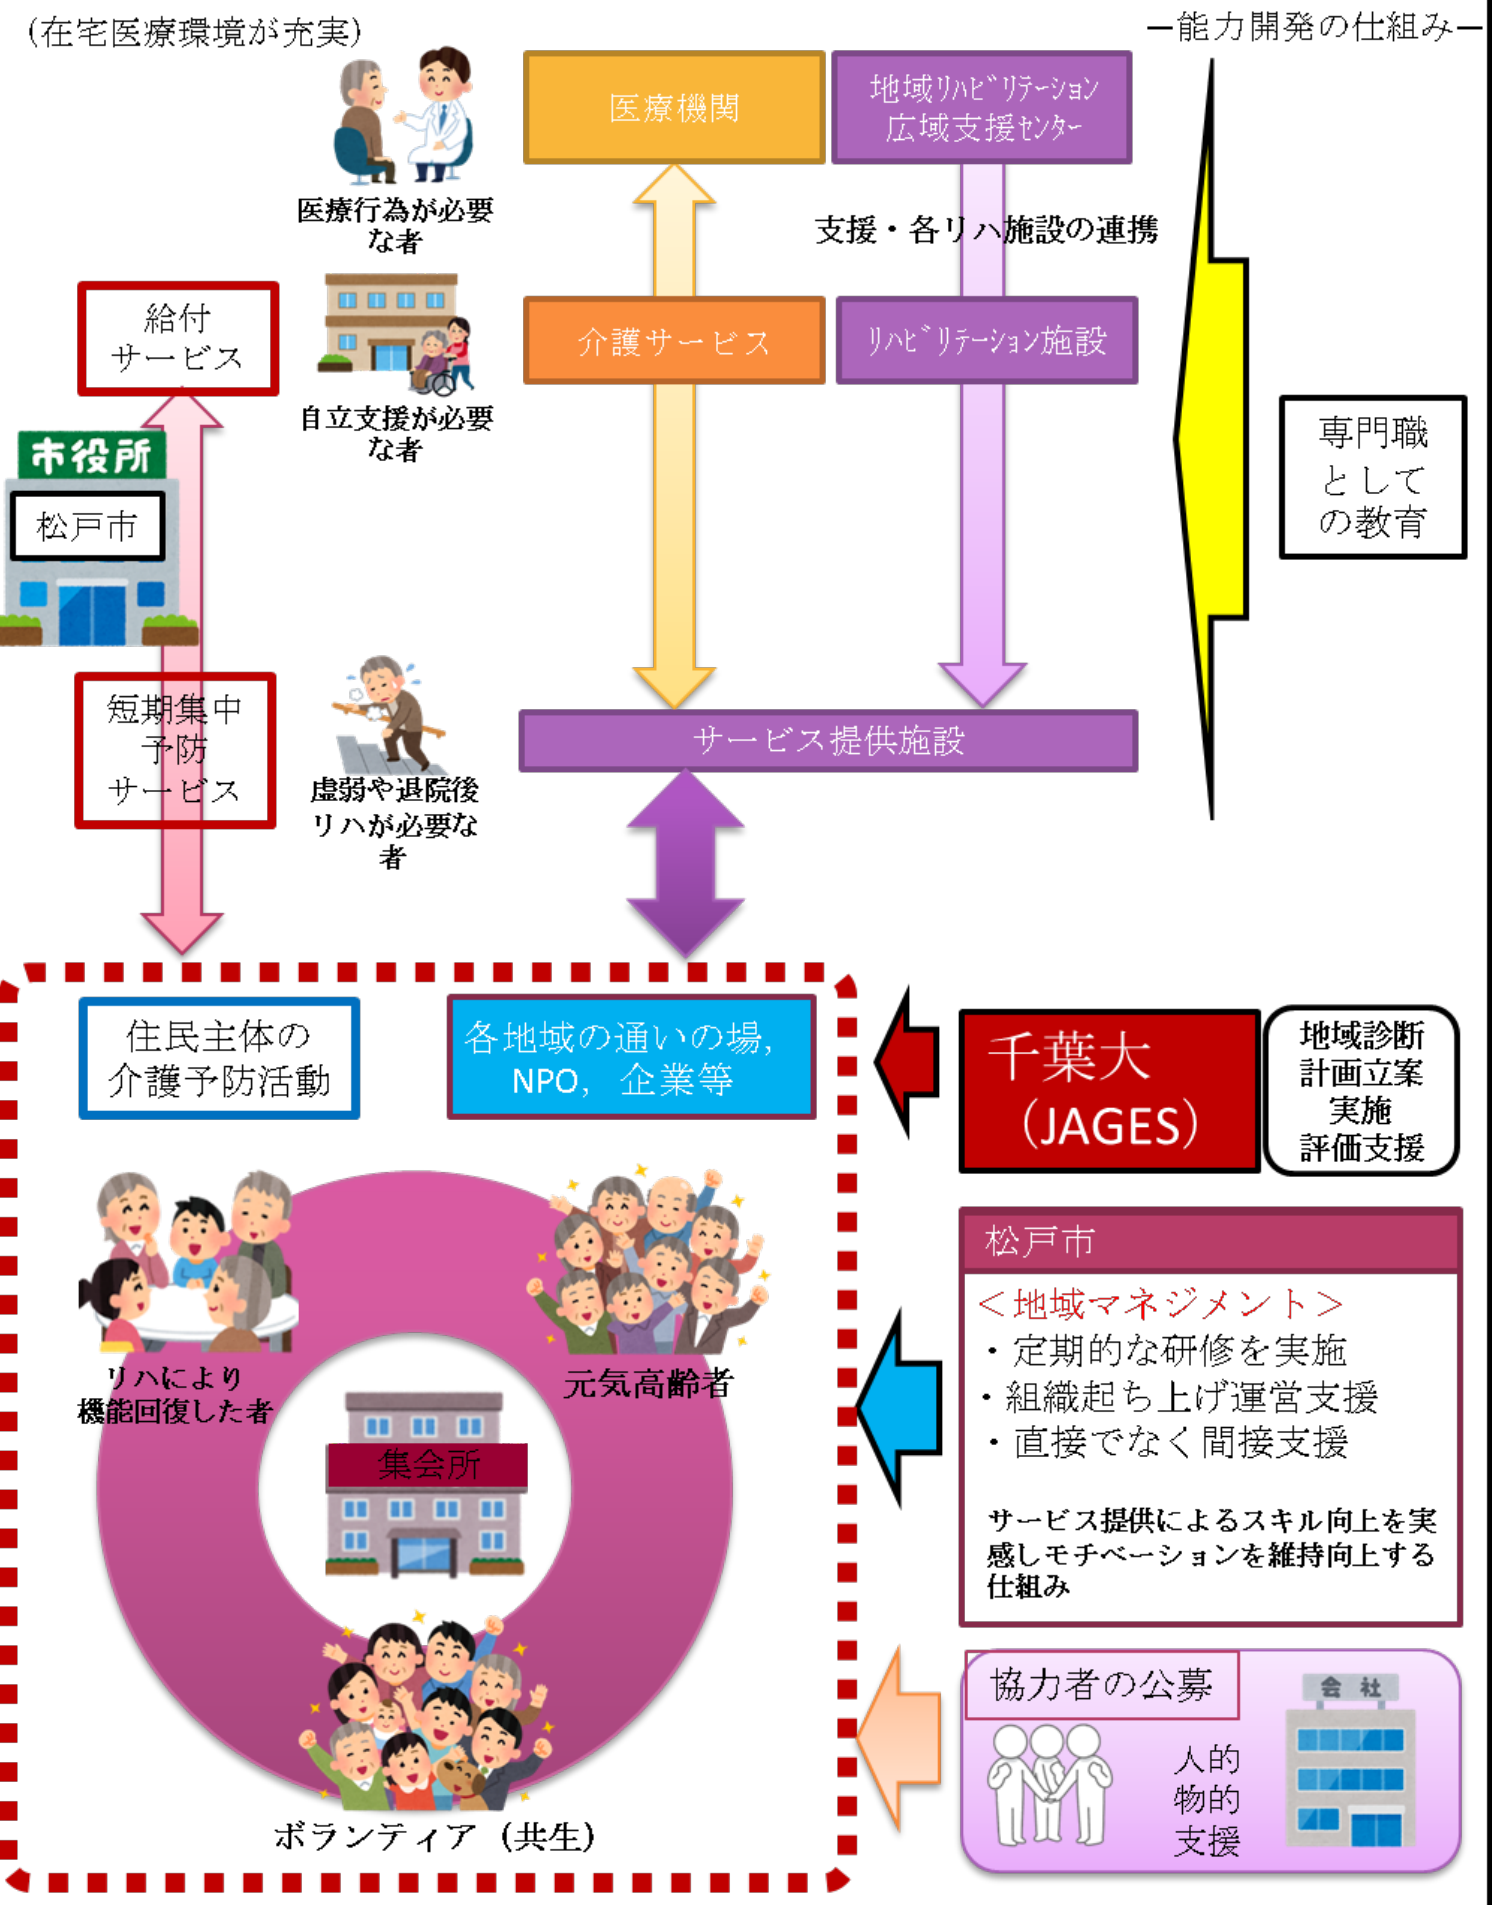 (在宅医療環境が充実)
―能力開発の仕組み―
医療機関
地域ﾘﾊﾋﾞﾘﾃｰｼｮﾝ
広域支援ｾﾝﾀｰ
医療行為が必要
な者
支援・各リハ施設の連携
給付
サービス
介護サービス
ﾘﾊﾋﾞﾘﾃｰｼｮﾝ施設
自立支援が必要
な者
専門職
として
の教育
市役所
松戸市
短期集中
予防
サービス
サービス提供施設
虚弱や退院後
リハが必要な
者
住民主体の
介護予防活動
各地域の通いの場,
NPO, 企業等
千葉大
（JAGES）
地域診断
計画立案
実施
評価支援
松戸市
＜地域マネジメント＞
・定期的な研修を実施
・組織起ち上げ運営支援
・直接でなく間接支援
サービス提供によるスキル向上を実
感しモチベーションを維持向上する
仕組み
リハにより
機能回復した者
元気高齢者
集会所
ボランティア（共生）
協力者の公募
会社
人的
物的
支援